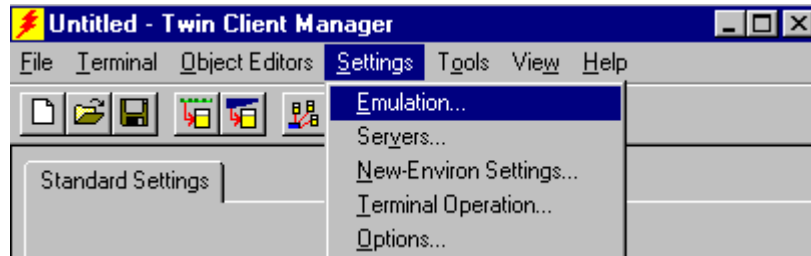 Untitled - Twin Client Manager
File Terminal Object Editors Settings Tools View Help
Emulation...
Servers...
Standard Settings
New-Environ Settings...
Terminal Operation...
Options...